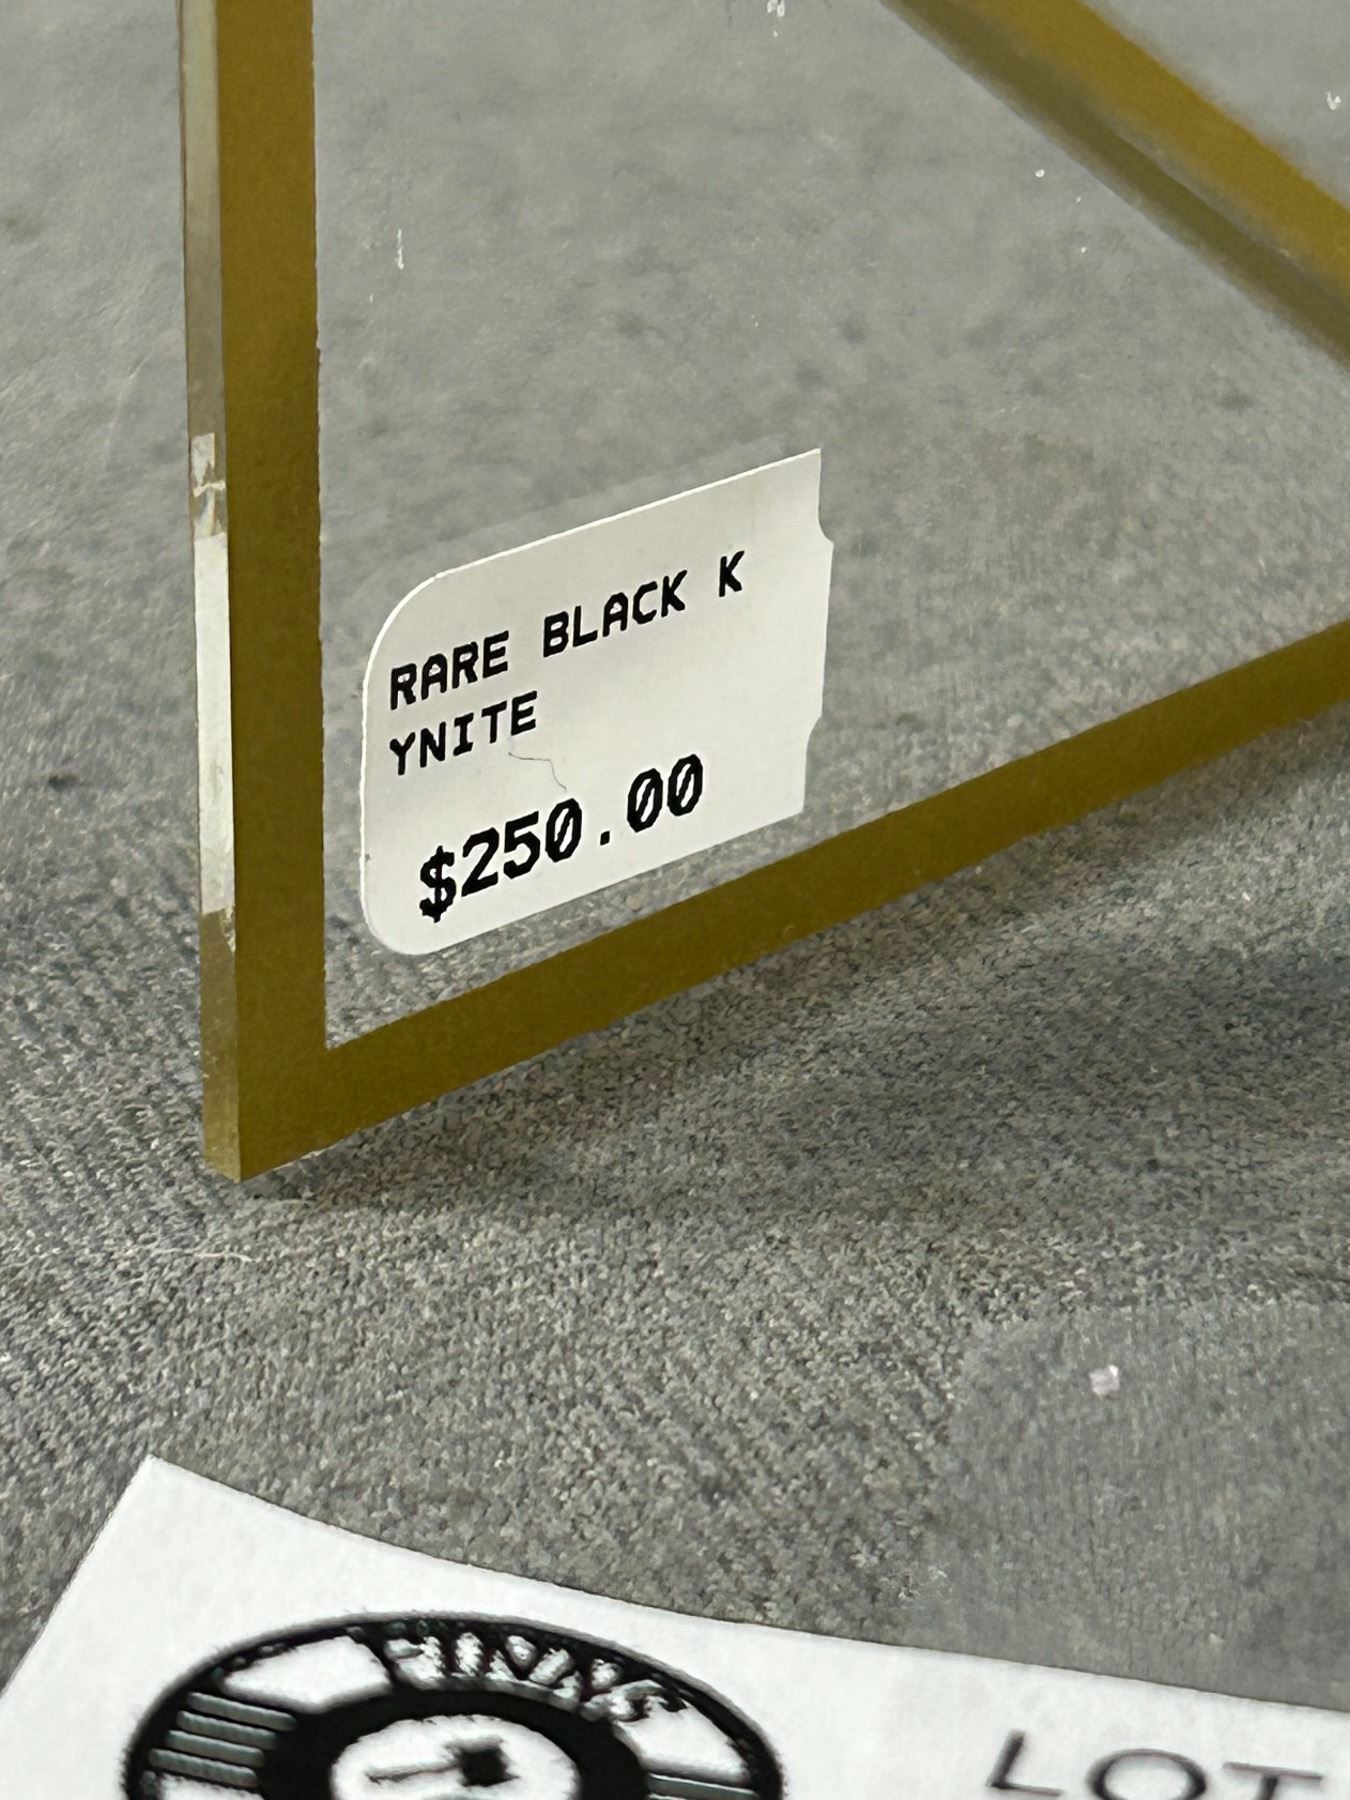 RARE BLACK K
YNITE
$250.00
LOT